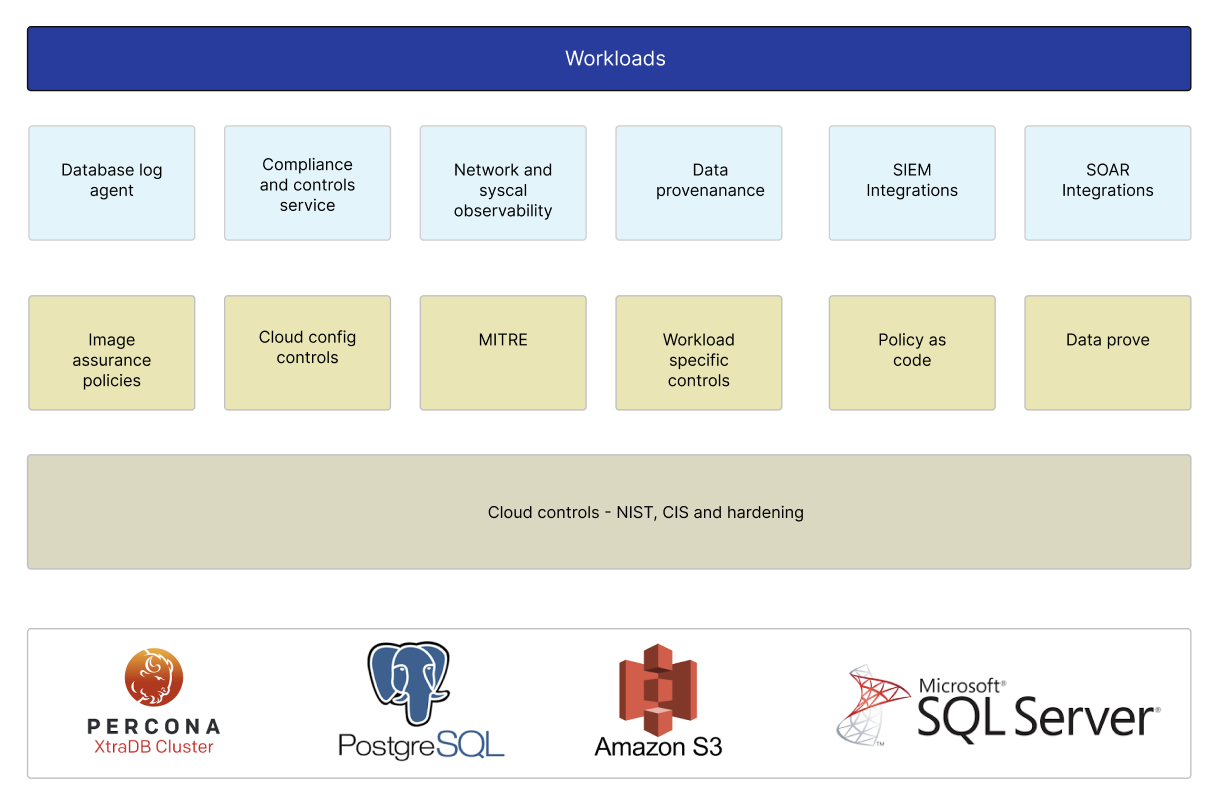 Workloads
Database log
agent
Compliance
and controls
service
Network and
syscal
observability
Data
provenanance
SIEM
Integrations
SOAR
Integrations
Image
assurance
policies
Cloud config
controls
MITRE
Workload
specific
controls
Policy as
code
Data prove
Cloud controls - NIST, CIS and hardening
PERCONA
XtraDB Cluster
PostgreSQL
Amazon S3
Microsoft®
SQL Server®
™